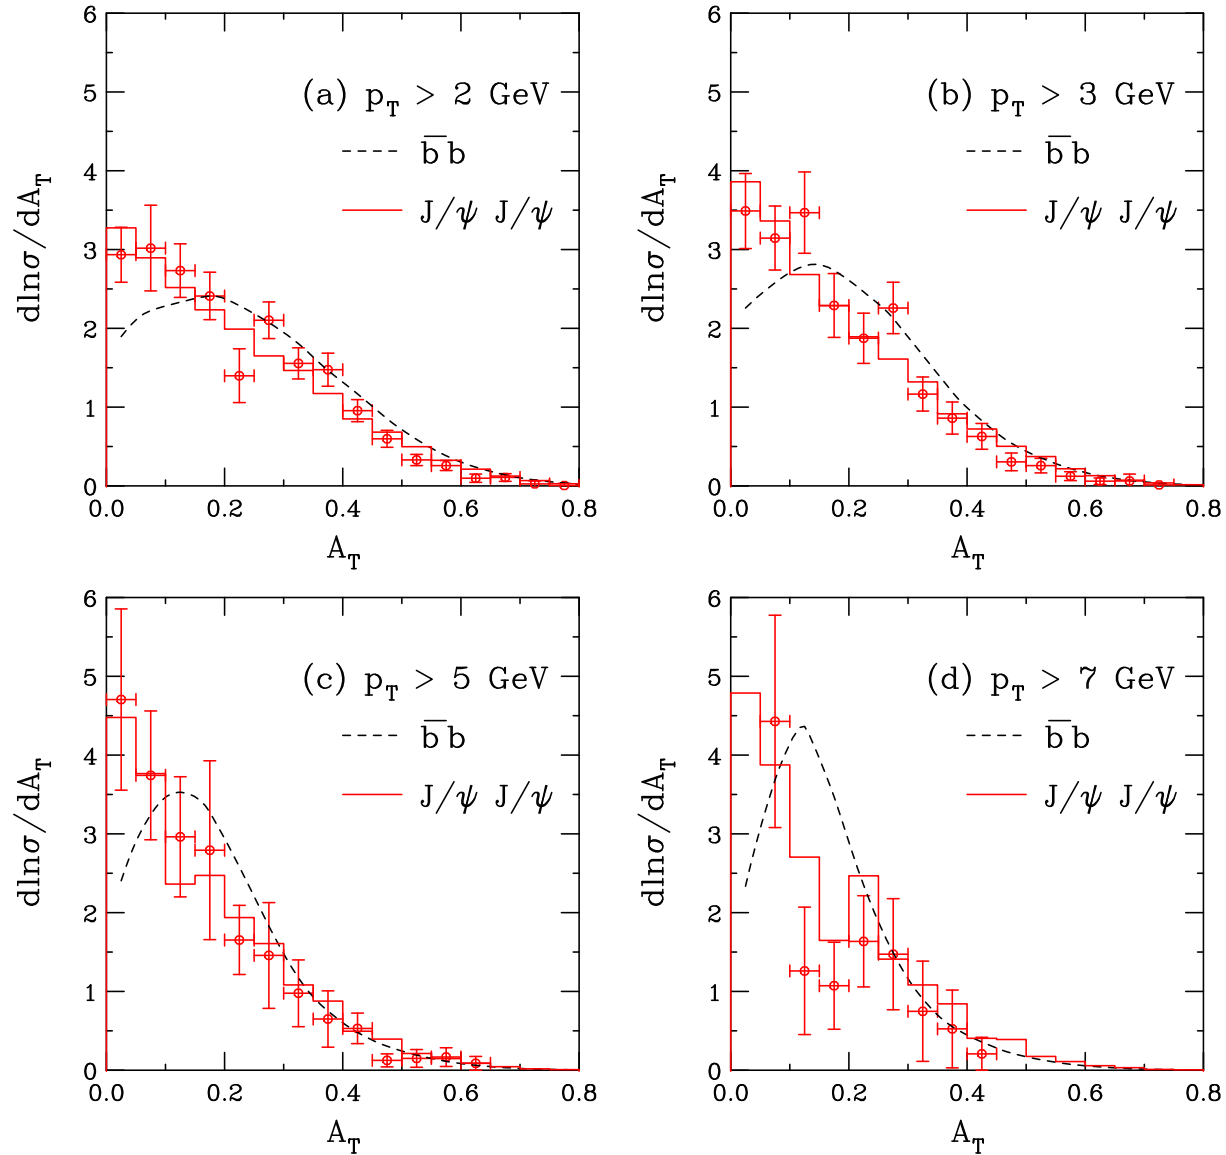 6
5
4
3
2
1
0
dlnσ/dA_T
(a) p_T > 2 GeV
b̅b
J/ψ J/ψ
0.0 0.2 0.4 0.6 0.8
A_T
6
5
4
3
2
1
0
dlnσ/dA_T
(b) p_T > 3 GeV
b̅b
J/ψ J/ψ
0.0 0.2 0.4 0.6 0.8
A_T
6
5
4
3
2
1
0
dlnσ/dA_T
(c) p_T > 5 GeV
b̅b
J/ψ J/ψ
0.0 0.2 0.4 0.6 0.8
A_T
6
5
4
3
2
1
0
dlnσ/dA_T
(d) p_T > 7 GeV
b̅b
J/ψ J/ψ
0.0 0.2 0.4 0.6 0.8
A_T